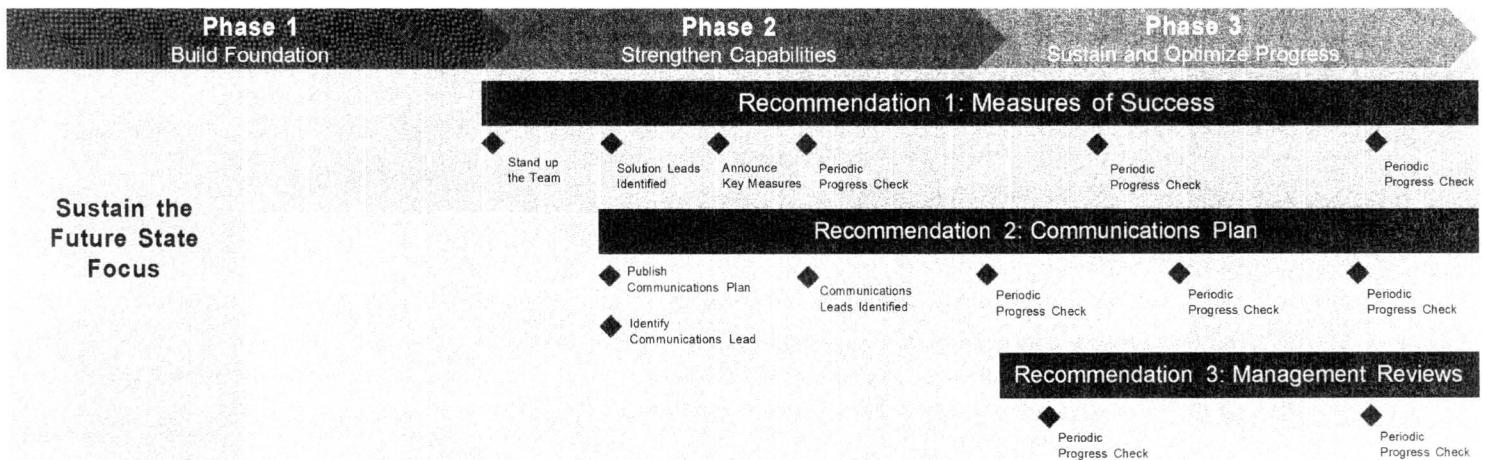 Phase 1
Build Foundation
Phase 2
Strengthen Capabilities
Phase 3
Sustain and Optimize Progress
Recommendation 1: Measures of Success
Stand up
the Team
Solution Leads
Identified
Announce
Key Measures
Periodic
Progress Check
Periodic
Progress Check
Periodic
Progress Check
Sustain the
Future State
Focus
Recommendation 2: Communications Plan
Publish
Communications Plan
Identify
Communications Lead
Communications
Leads Identified
Periodic
Progress Check
Periodic
Progress Check
Periodic
Progress Check
Recommendation 3: Management Reviews
Periodic
Progress Check
Periodic
Progress Check